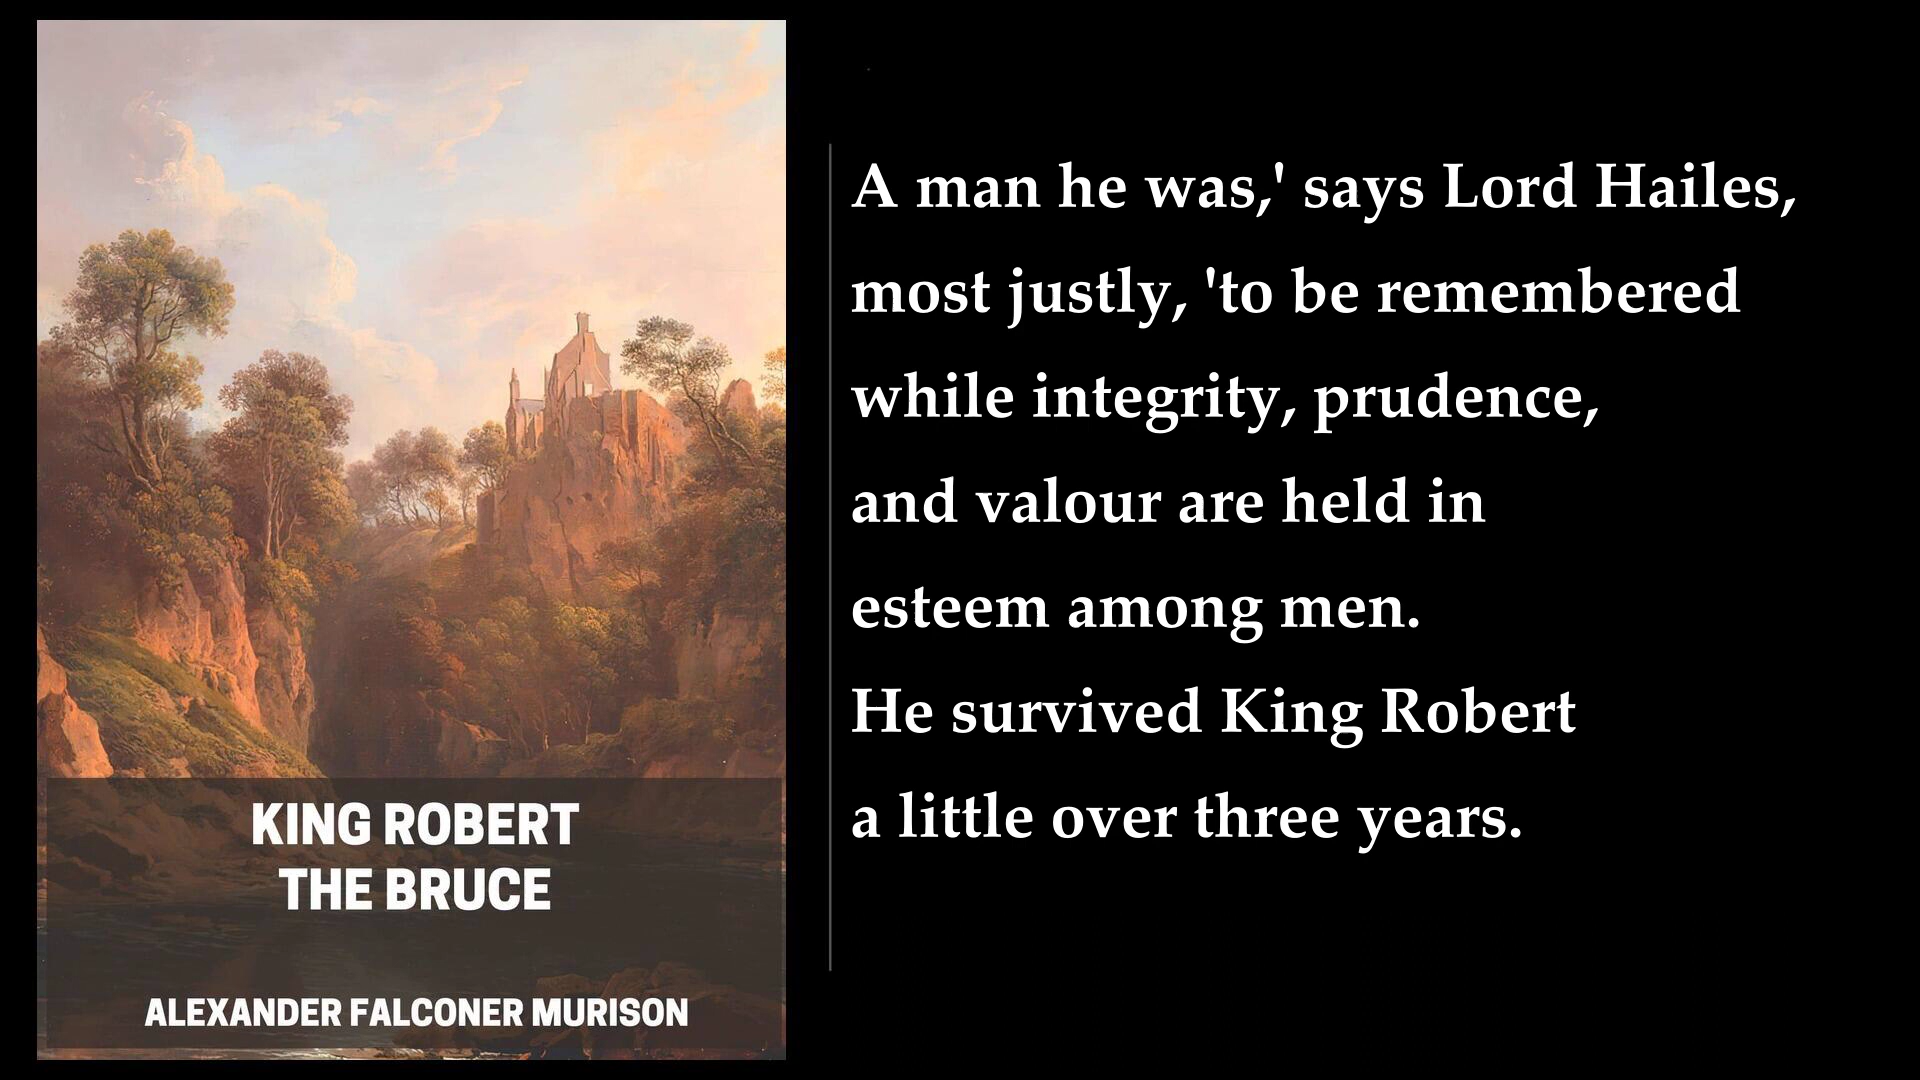 KING ROBERT
THE BRUCE
ALEXANDER FALCONER MURISON
A man he was,' says Lord Hailes,
most justly, 'to be remembered
while integrity, prudence,
and valour are held in
esteem among men.
He survived King Robert
a little over three years.